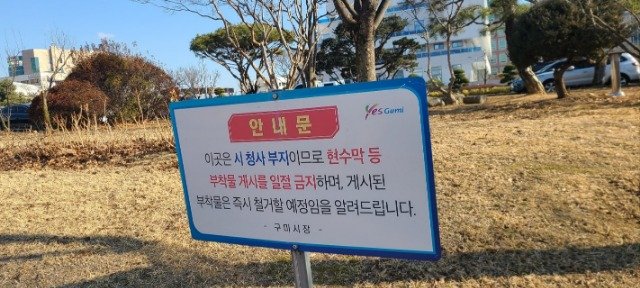 안내문
Yes Gumi
이곳은 시 청사 부지이므로 현수막 등
부착물 게시를 일절 금지하며, 게시된
부착물은 즉시 철거할 예정임을 알려드립니다.
- 구미시장 -